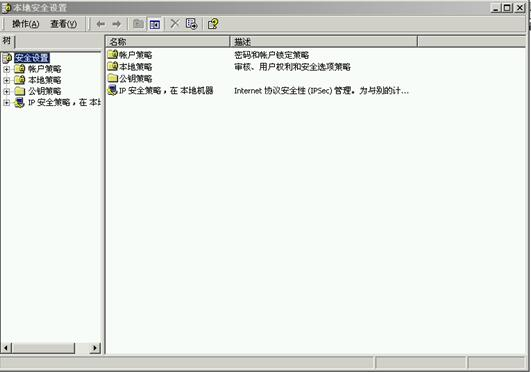 本地安全设置
操作(A) 查看(V)
树
安全设置
帐户策略
本地策略
公钥策略
IP 安全策略，在 本地
名称 描述
帐户策略 密码和帐户锁定策略
本地策略 审核、用户权利和安全选项策略
公钥策略
IP 安全策略，在 本地机器 Internet 协议安全性 (IPSec) 管理。为与别的计...